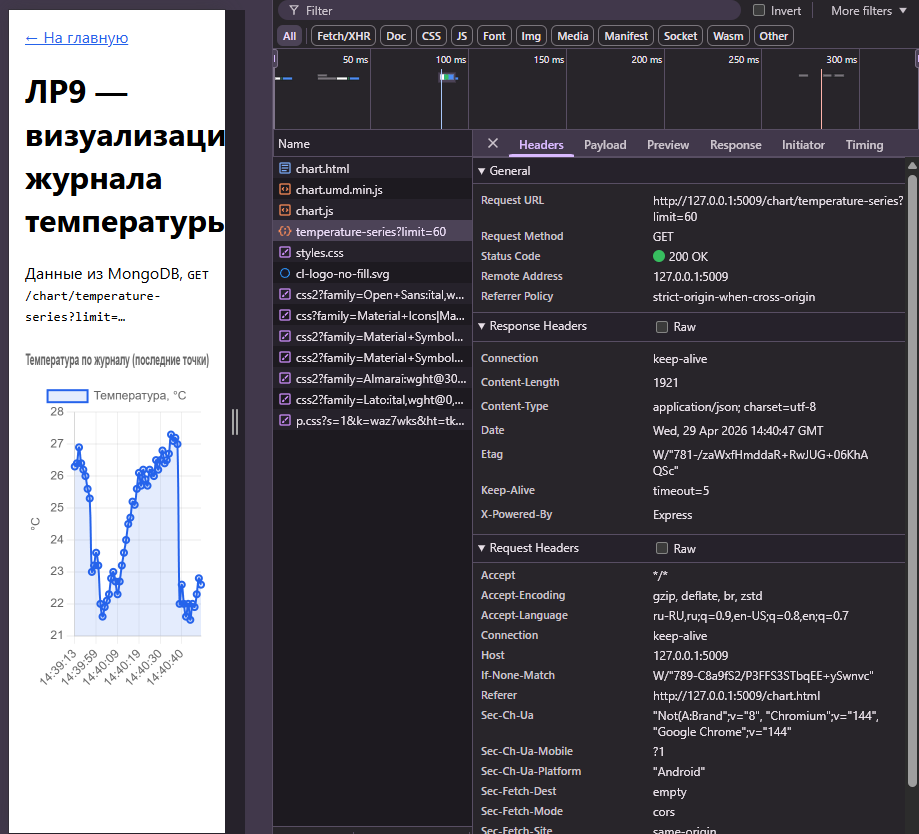 ← На главную
ЛР9 —
визуализаци
журнала
температуры
Данные из MongoDB, GET
/chart/temperature-
series?limit=…
Температура по журналу (последние точки)
Температура, °C
28
27
26
25
24
23
22
21
°C
14:39:13
14:39:59
14:40:09
14:40:19
14:40:30
14:40:40
Filter
Invert
More filters
All
Fetch/XHR
Doc
CSS
JS
Font
Img
Media
Manifest
Socket
Wasm
Other
50 ms
100 ms
150 ms
200 ms
250 ms
300 ms
Name
chart.html
chart.umd.min.js
chart.js
temperature-series?limit=60
styles.css
cl-logo-no-fill.svg
css2?family=Open+Sans:ital,w...
css?family=Material+Icons|Ma...
css2?family=Material+Symbol...
css2?family=Material+Symbol...
css2?family=Almarai:wght@30...
css2?family=Lato:ital,wght@0,...
p.css?s=1&k=waz7wks&ht=tk...
Headers
Payload
Preview
Response
Initiator
Timing
General
Request URL
http://127.0.0.1:5009/chart/temperature-series?
limit=60
Request Method
GET
Status Code
200 OK
Remote Address
127.0.0.1:5009
Referrer Policy
strict-origin-when-cross-origin
Response Headers
Raw
Connection
keep-alive
Content-Length
1921
Content-Type
application/json; charset=utf-8
Date
Wed, 29 Apr 2026 14:40:47 GMT
Etag
W/"781-/zaWxfHmddaR+RwJUG+06KhA
QSc"
Keep-Alive
timeout=5
X-Powered-By
Express
Request Headers
Raw
Accept
*/*
Accept-Encoding
gzip, deflate, br, zstd
Accept-Language
ru-RU,ru;q=0.9,en-US;q=0.8,en;q=0.7
Connection
keep-alive
Host
127.0.0.1:5009
If-None-Match
W/"789-C8a9fS2/P3FFS3STbqEE+ySwnvc"
Referer
http://127.0.0.1:5009/chart.html
Sec-Ch-Ua
"Not(A:Brand";v="8", "Chromium";v="144",
"Google Chrome";v="144"
Sec-Ch-Ua-Mobile
?1
Sec-Ch-Ua-Platform
"Android"
Sec-Fetch-Dest
empty
Sec-Fetch-Mode
cors
Sec-Fetch-Site
same-origin